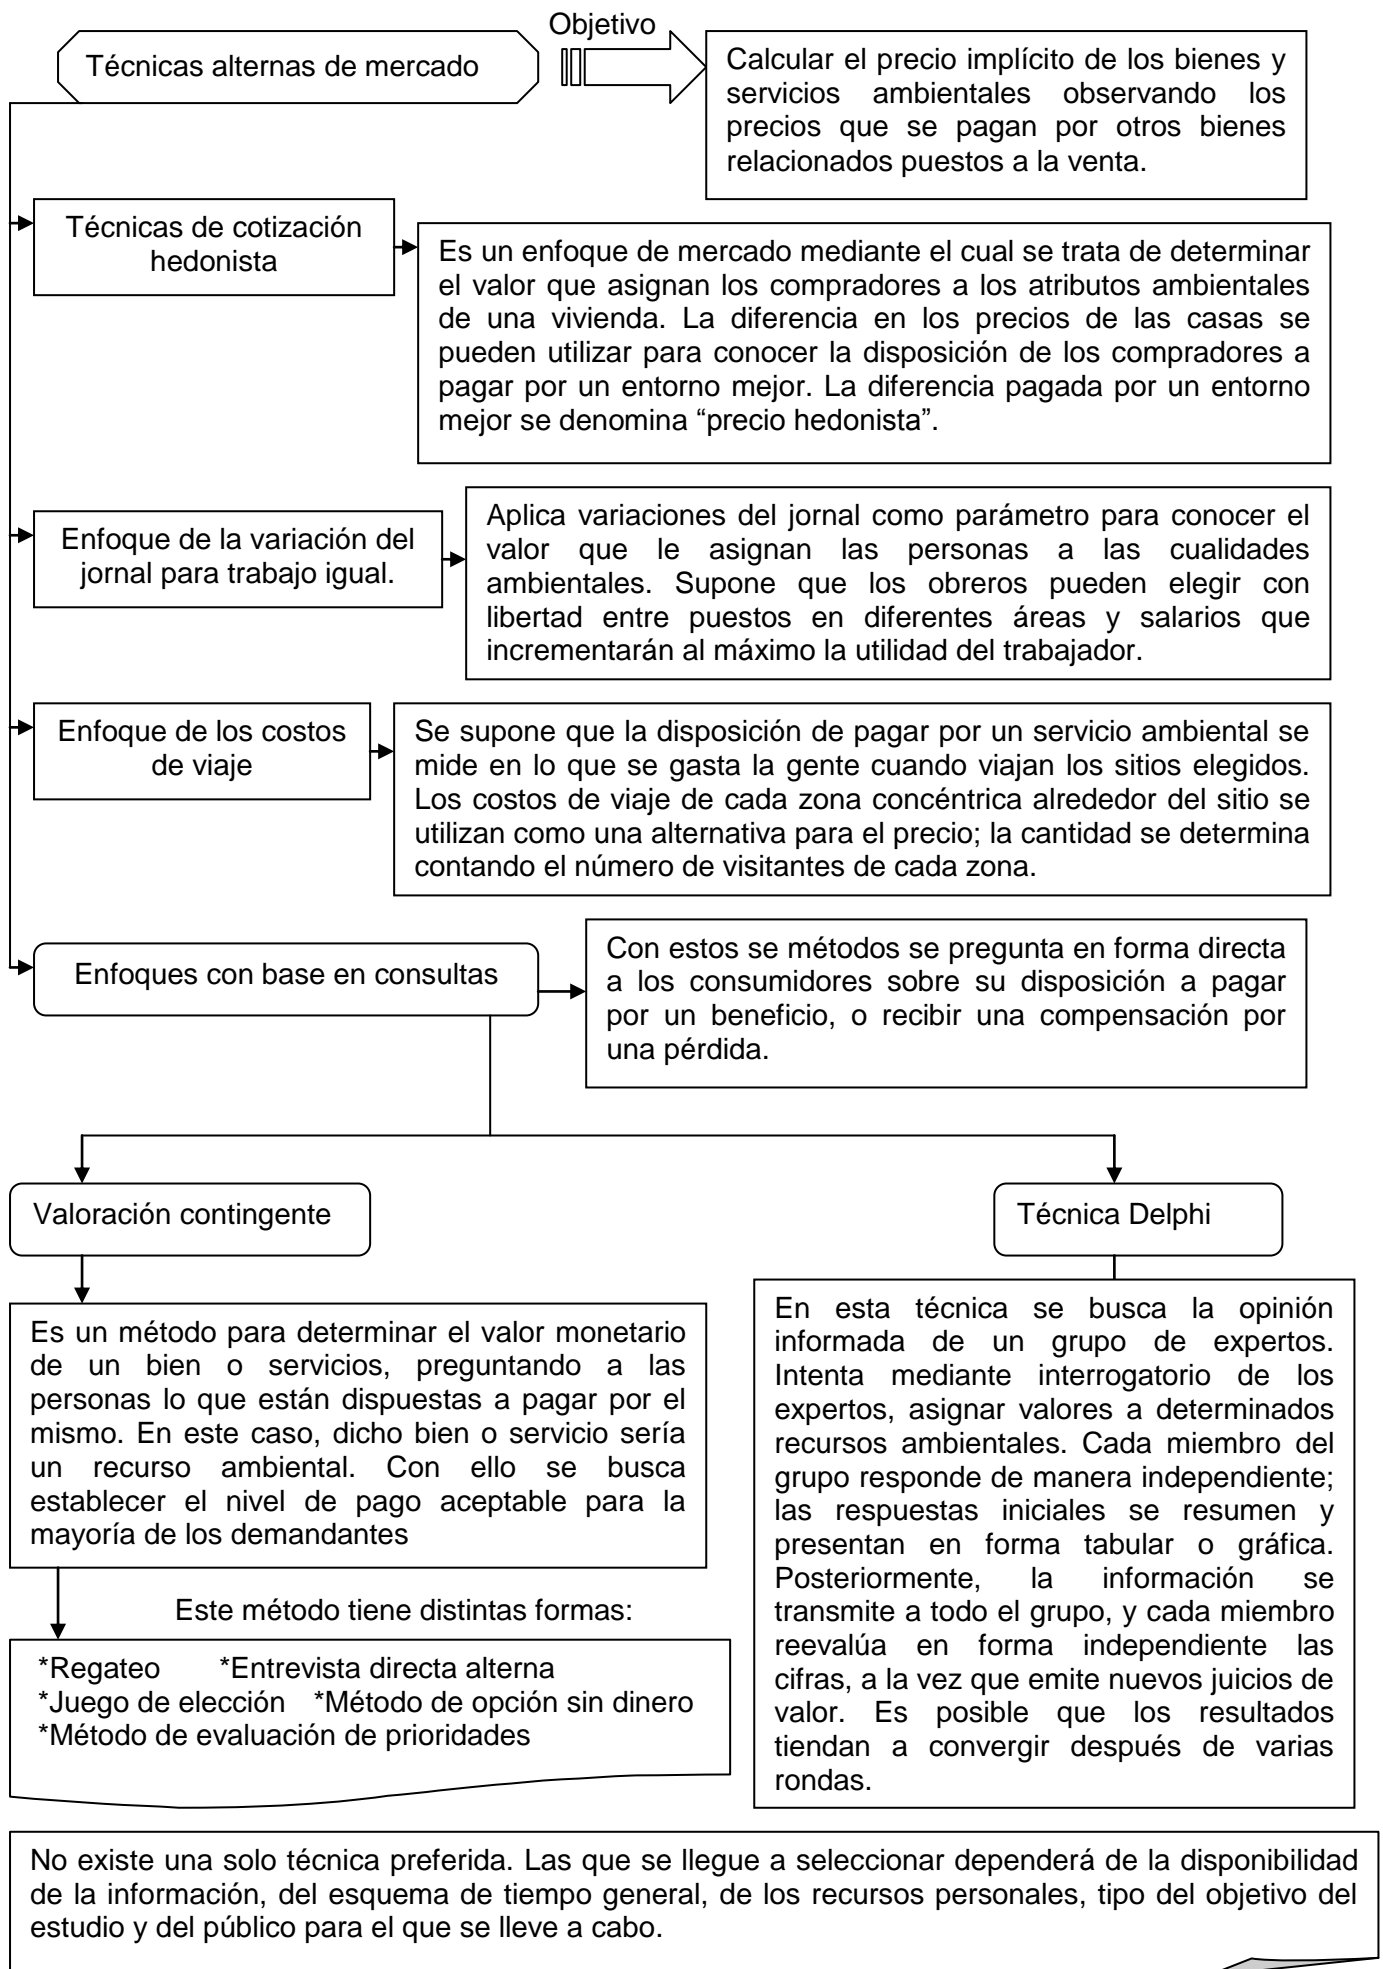 Objetivo
Técnicas alternas de mercado
Calcular el precio implícito de los bienes y
servicios ambientales observando los
precios que se pagan por otros bienes
relacionados puestos a la venta.
Técnicas de cotización
hedonista
Es un enfoque de mercado mediante el cual se trata de determinar
el valor que asignan los compradores a los atributos ambientales
de una vivienda. La diferencia en los precios de las casas se
pueden utilizar para conocer la disposición de los compradores a
pagar por un entorno mejor. La diferencia pagada por un entorno
mejor se denomina “precio hedonista”.
Enfoque de la variación del
jornal para trabajo igual.
Aplica variaciones del jornal como parámetro para conocer el
valor que le asignan las personas a las cualidades
ambientales. Supone que los obreros pueden elegir con
libertad entre puestos en diferentes áreas y salarios que
incrementarán al máximo la utilidad del trabajador.
Enfoque de los costos
de viaje
Se supone que la disposición de pagar por un servicio ambiental se
mide en lo que se gasta la gente cuando viajan los sitios elegidos.
Los costos de viaje de cada zona concéntrica alrededor del sitio se
utilizan como una alternativa para el precio; la cantidad se determina
contando el número de visitantes de cada zona.
Enfoques con base en consultas
Con estos se métodos se pregunta en forma directa
a los consumidores sobre su disposición a pagar
por un beneficio, o recibir una compensación por
una pérdida.
Valoración contingente
Es un método para determinar el valor monetario
de un bien o servicios, preguntando a las
personas lo que están dispuestas a pagar por el
mismo. En este caso, dicho bien o servicio sería
un recurso ambiental. Con ello se busca
establecer el nivel de pago aceptable para la
mayoría de los demandantes
Este método tiene distintas formas:
*Regateo *Entrevista directa alterna
*Juego de elección *Método de opción sin dinero
*Método de evaluación de prioridades
Técnica Delphi
En esta técnica se busca la opinión
informada de un grupo de expertos.
Intenta mediante interrogatorio de los
expertos, asignar valores a determinados
recursos ambientales. Cada miembro del
grupo responde de manera independiente;
las respuestas iniciales se resumen y
presentan en forma tabular o gráfica.
Posteriormente, la información se
transmite a todo el grupo, y cada miembro
reevalúa en forma independiente las
cifras, a la vez que emite nuevos juicios de
valor. Es posible que los resultados
tiendan a convergir después de varias
rondas.
No existe una solo técnica preferida. Las que se llegue a seleccionar dependerá de la disponibilidad
de la información, del esquema de tiempo general, de los recursos personales, tipo del objetivo del
estudio y del público para el que se lleve a cabo.